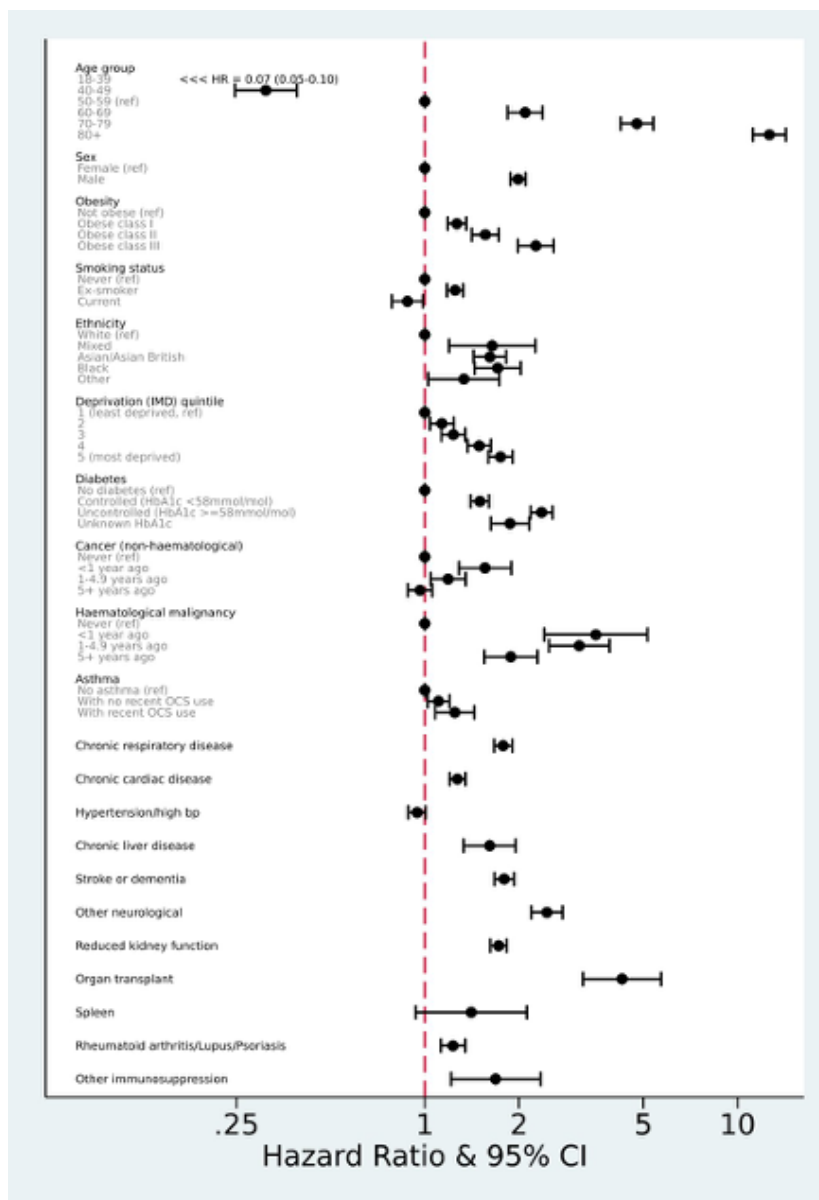 Age group
18-39
<<< HR = 0.07 (0.05-0.10)
40-49
50-59 (ref)
60-69
70-79
80+
Sex
Female (ref)
Male
Obesity
Not obese (ref)
Obese class I
Obese class II
Obese class III
Smoking status
Never (ref)
Ex-smoker
Current
Ethnicity
White (ref)
Mixed
Asian/Asian British
Black
Other
Deprivation (IMD) quintile
1 (least deprived, ref)
2
3
4
5 (most deprived)
Diabetes
No diabetes (ref)
Controlled (HbA1c <58mmol/mol)
Uncontrolled (HbA1c >=58mmol/mol)
Unknown HbA1c
Cancer (non-haematological)
Never (ref)
<1 year ago
1-4.9 years ago
5+ years ago
Haematological malignancy
Never (ref)
<1 year ago
1-4.9 years ago
5+ years ago
Asthma
No asthma (ref)
With no recent OCS use
With recent OCS use
Chronic respiratory disease
Chronic cardiac disease
Hypertension/high bp
Chronic liver disease
Stroke or dementia
Other neurological
Reduced kidney function
Organ transplant
Spleen
Rheumatoid arthritis/Lupus/Psoriasis
Other immunosuppression
.25 1 2 5 10
Hazard Ratio & 95% CI